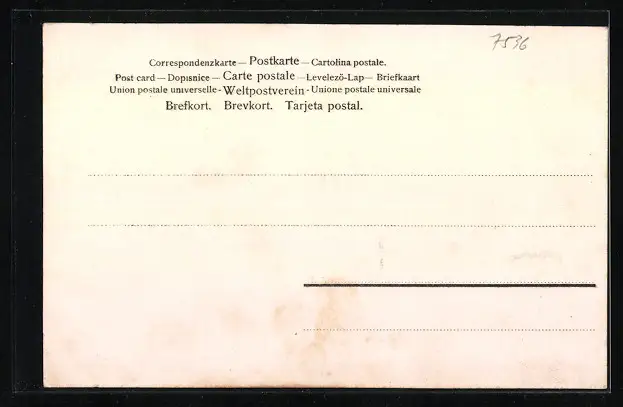 7596
Correspondenzkarte — Postkarte — Cartolina postale.
Post card — Dopisnice — Carte postale — Levelezö-Lap — Briefkaart
Union postale universelle - Weltpostverein - Unione postale universale
Brefkort. Brevkort. Tarjeta postal.